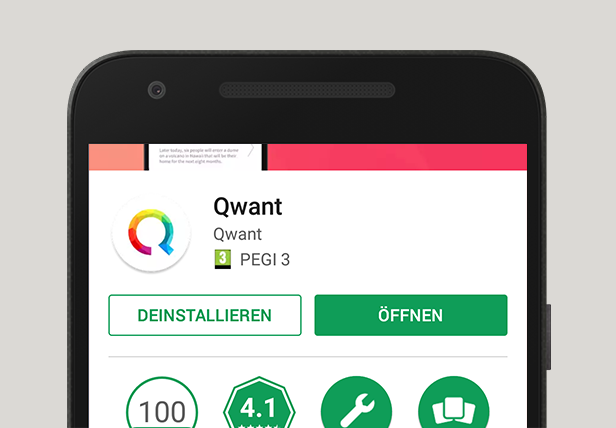 Later today, six people will enter a dome
on a volcano in Hawaii that will be their
home for the next eight months.
Qwant
Qwant
3
PEGI 3
DEINSTALLIEREN
ÖFFNEN
100
4.1